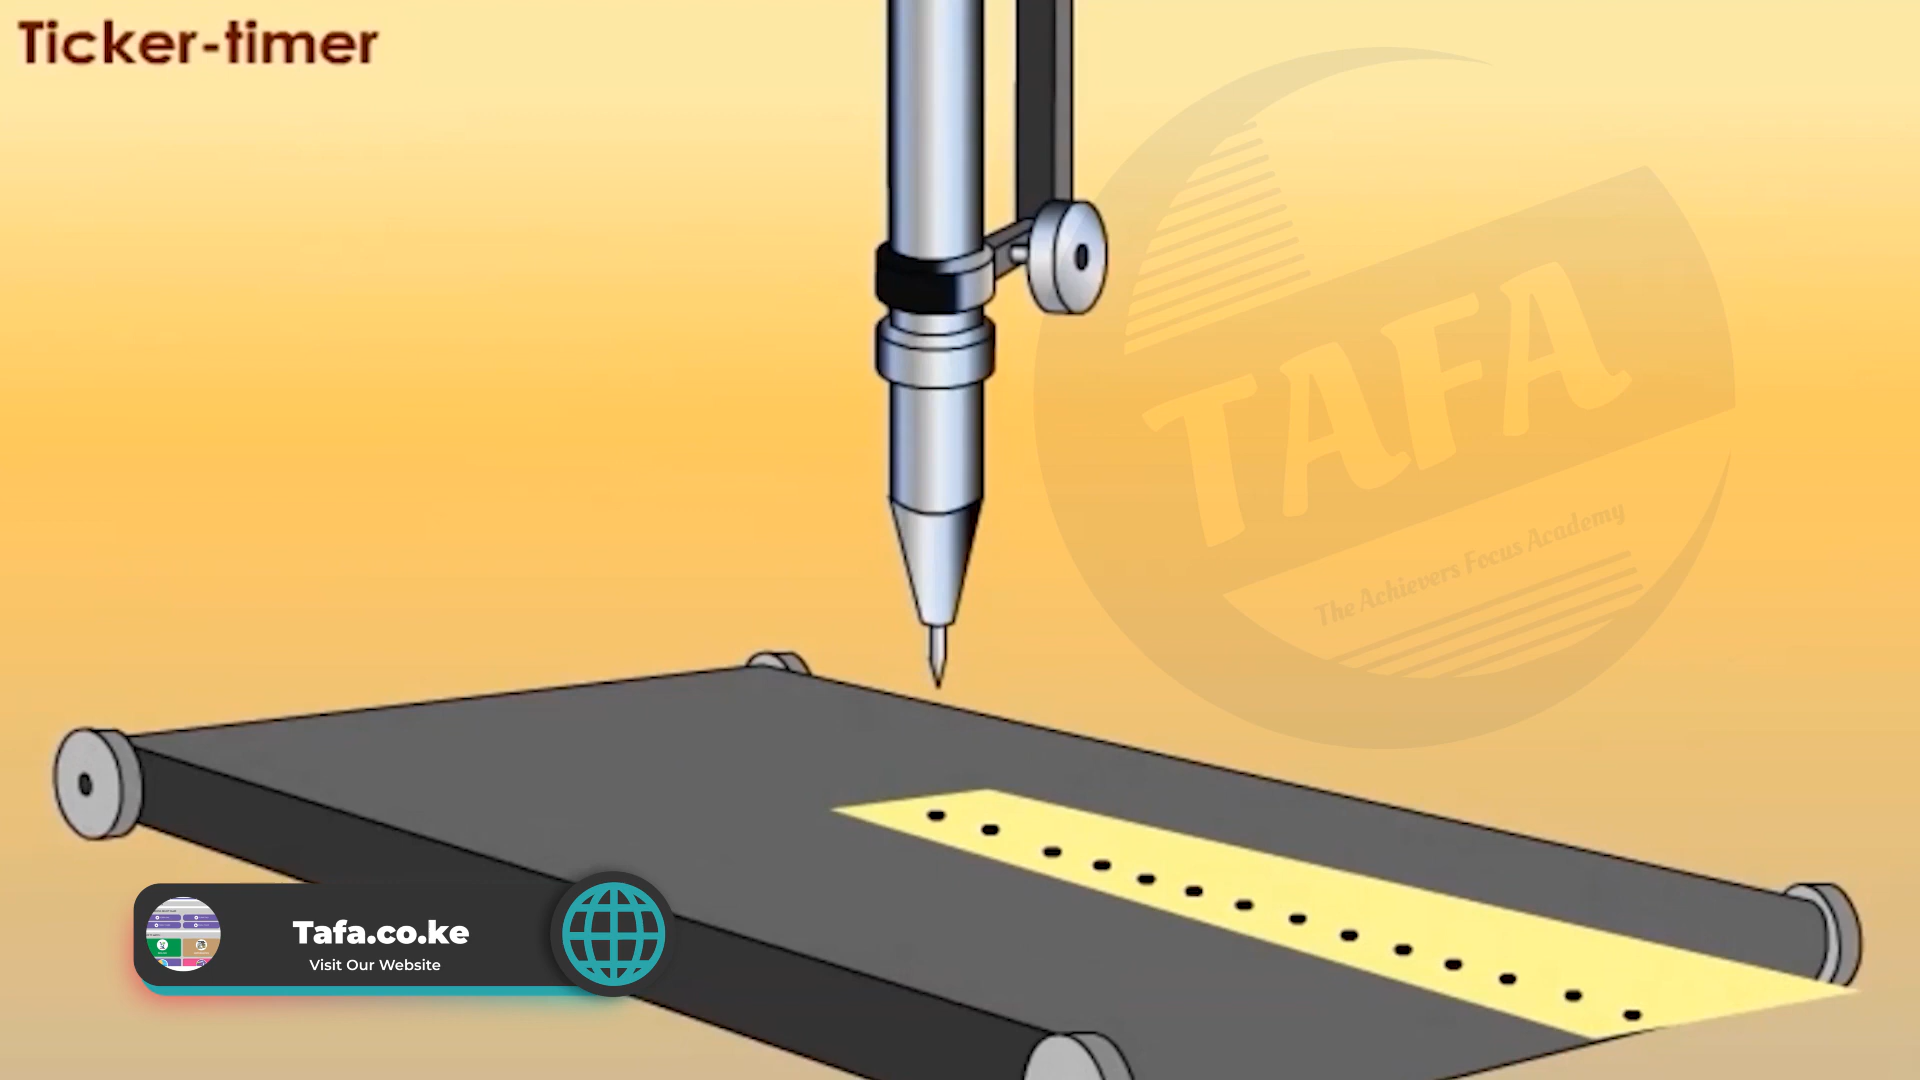 Ticker-timer
TAFA
The Achievers Focus Academy
Tafa.co.ke
Visit Our Website